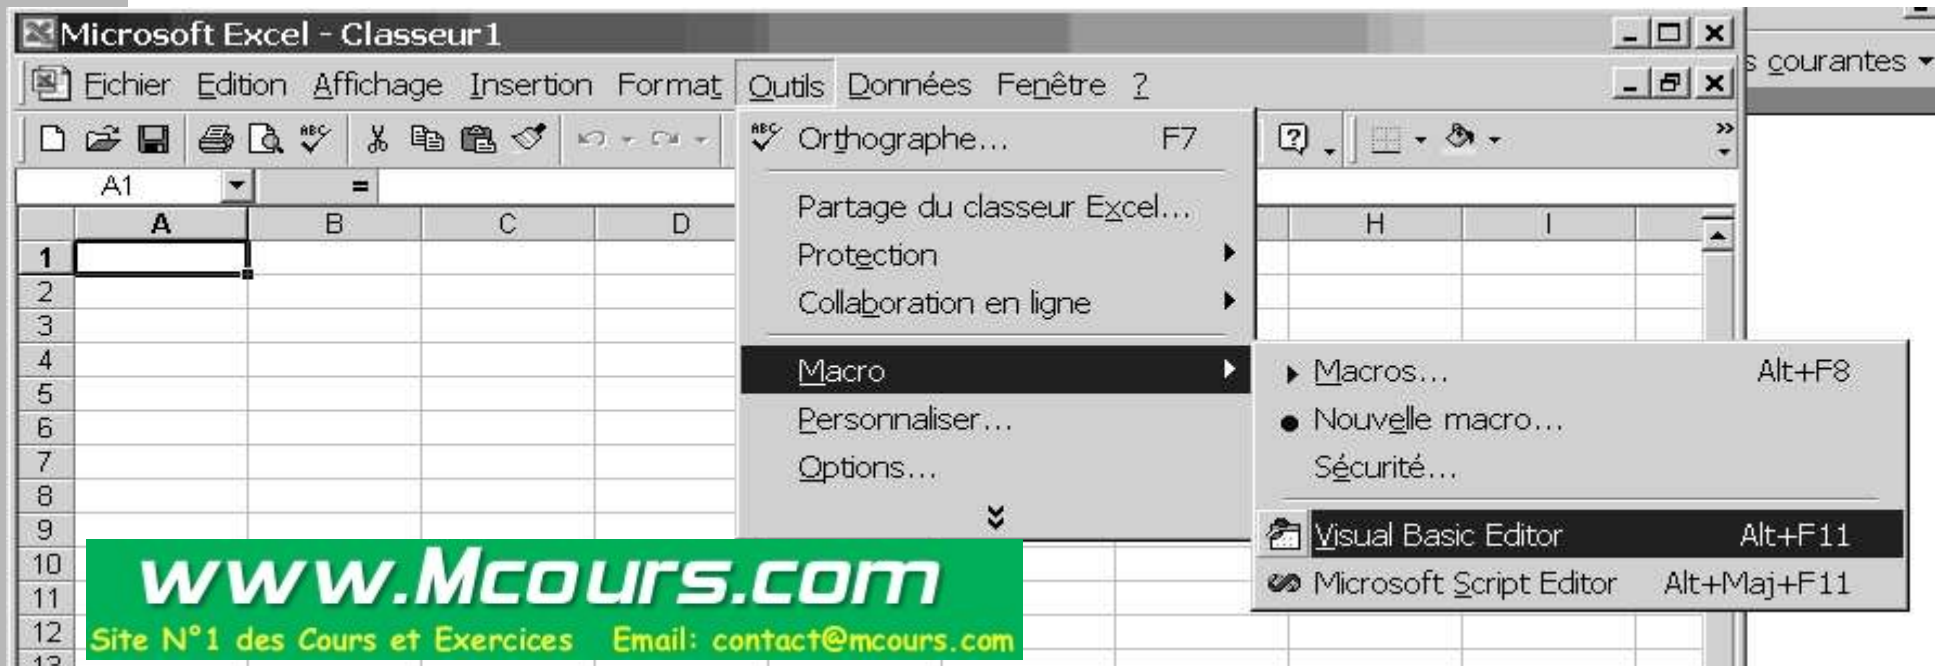 Microsoft Excel - Classeur1
Fichier Edition Affichage Insertion Format Outils Données Fenêtre ?
s courantes
ABC
A1 =
A B C D H I
1
2
3
4
5
6
7
8
9
10
11
12
13
ABC Orthographe... F7
Partage du classeur Excel...
Protection
Collaboration en ligne
Macro
Personnaliser...
Options...
Macros... Alt+F8
Nouvelle macro...
Sécurité...
Visual Basic Editor Alt+F11
Microsoft Script Editor Alt+Maj+F11
www.Mcours.com
Site N°1 des Cours et Exercices Email: contact@mcours.com